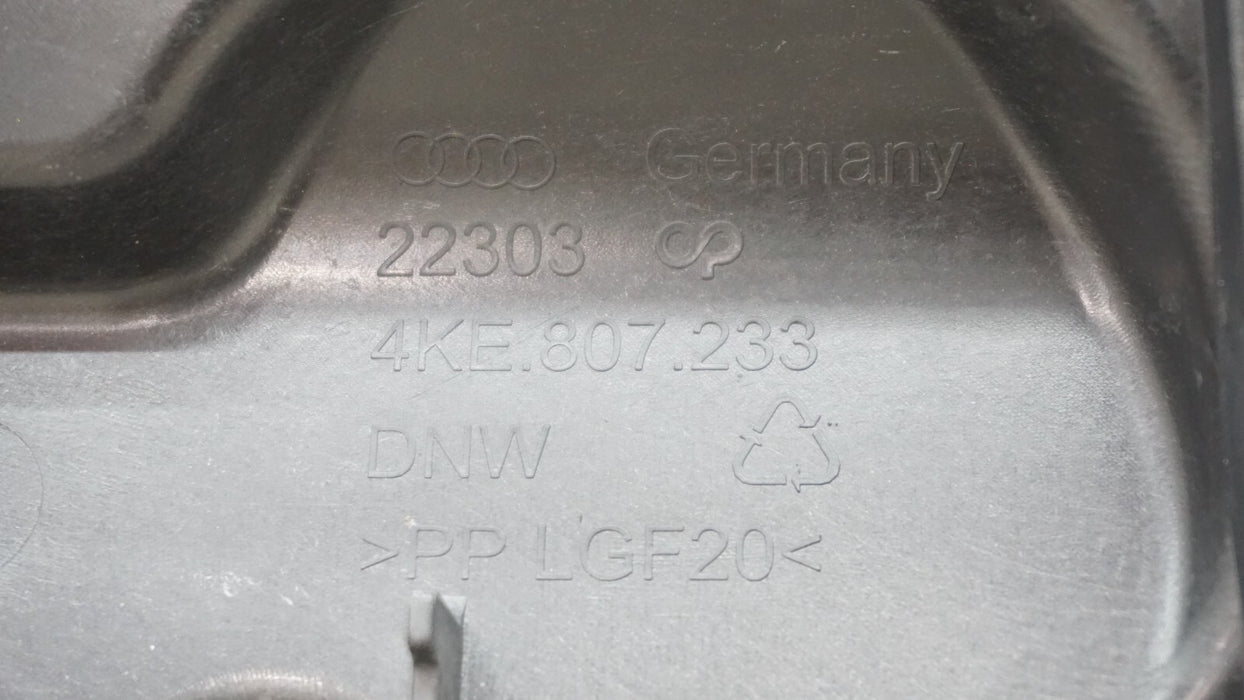 Germany
22303
4KE.807.233
DNW
>PP LGF20<